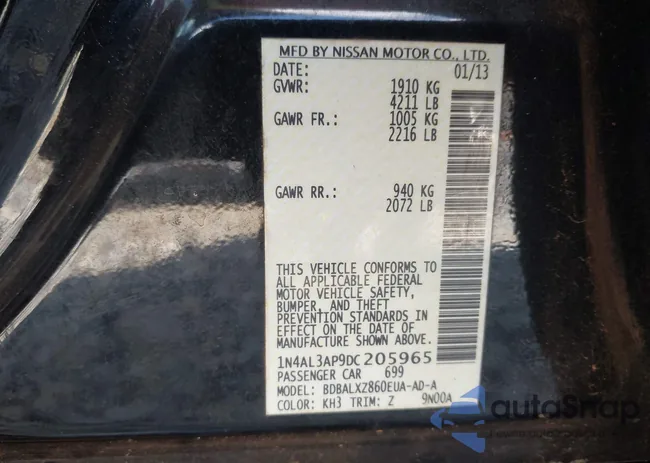 MFD BY NISSAN MOTOR CO., LTD.
DATE: 01/13
GVWR: 1910 KG
4211 LB
GAWR FR.: 1005 KG
2216 LB
GAWR RR.: 940 KG
2072 LB
THIS VEHICLE CONFORMS TO
ALL APPLICABLE FEDERAL
MOTOR VEHICLE SAFETY,
BUMPER, AND THEFT
PREVENTION STANDARDS IN
EFFECT ON THE DATE OF
MANUFACTURE SHOWN ABOVE.
1N4AL3AP9DC205965
PASSENGER CAR 699
MODEL: BDBALXZ860EUA-AD-A
COLOR: KH3 TRIM: Z 9N00A
autoSnap